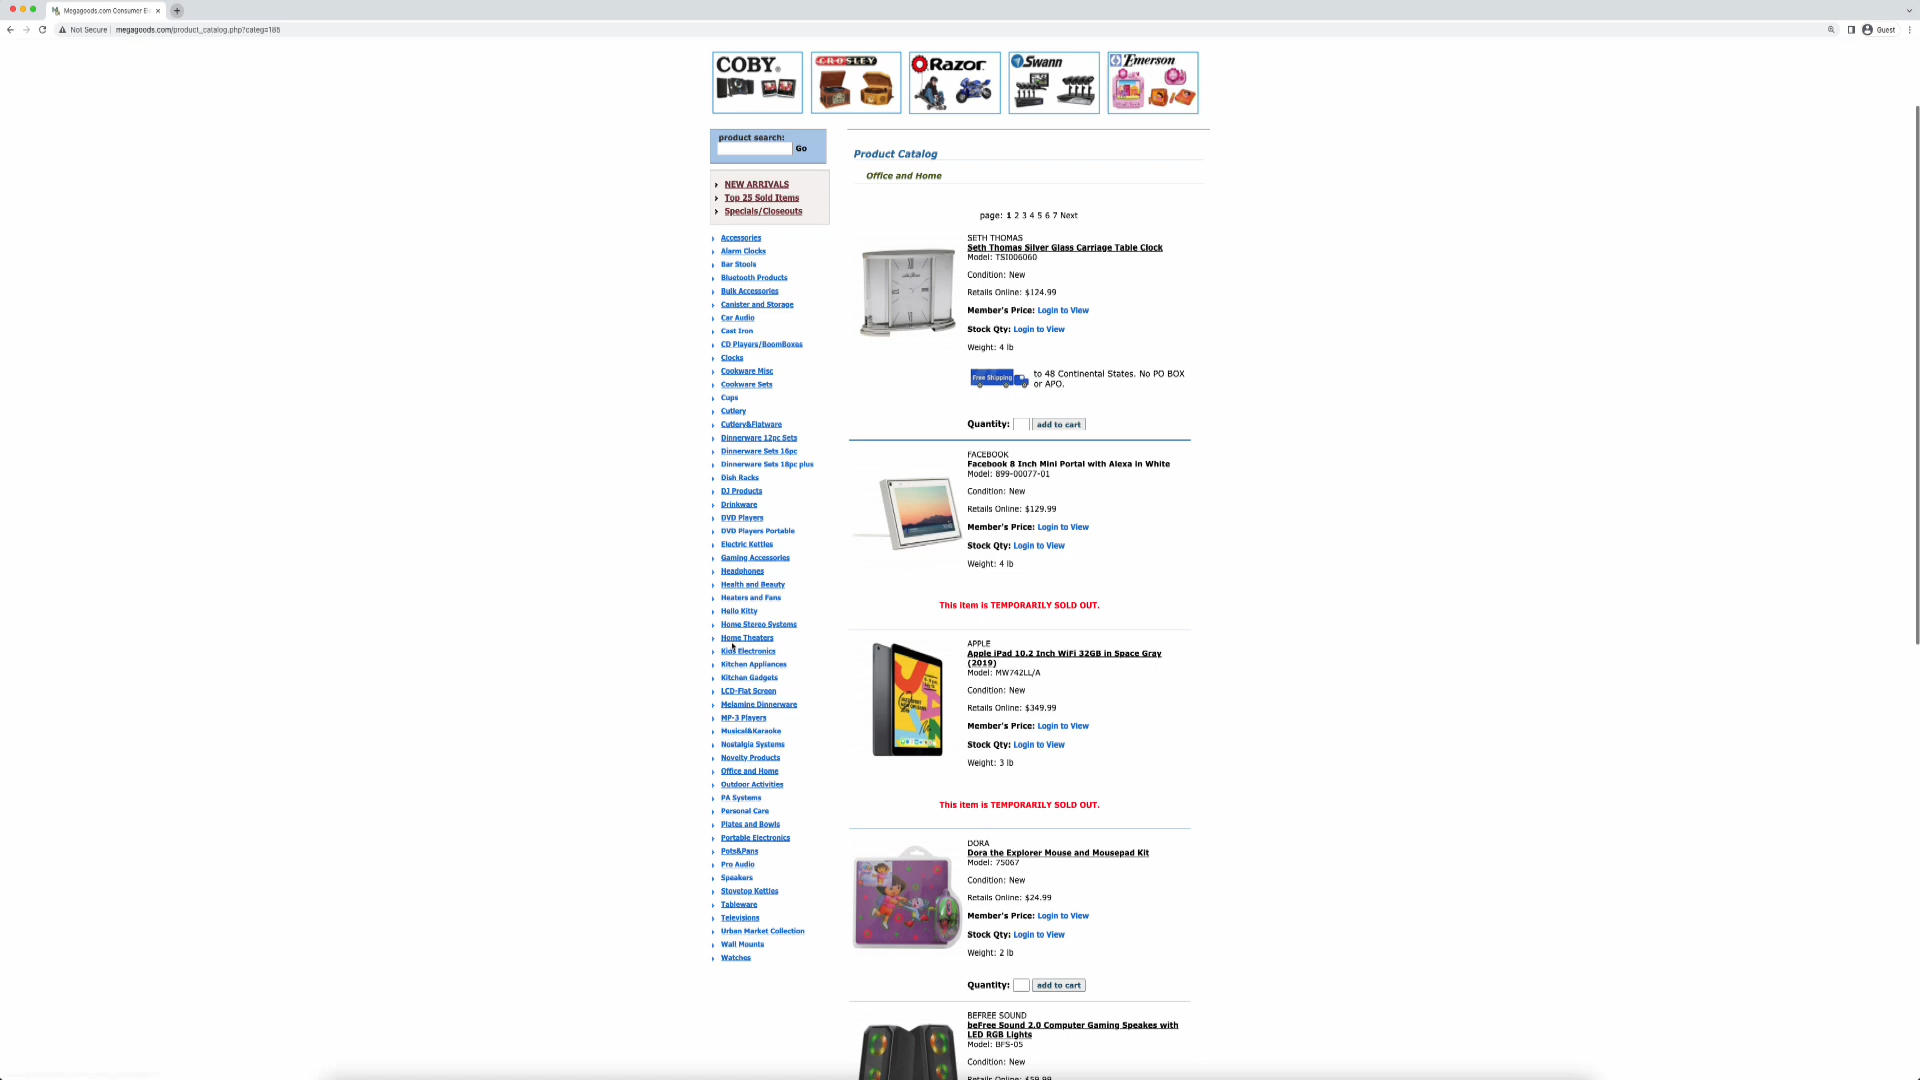 Megagoods.com Consumer El
Not Secure
megagoods.com/product_catalog.php?categ=185
Guest
COBY
CROSLEY
Razor
Swann
Emerson
product search:
Go
NEW ARRIVALS
Top 25 Sold Items
Specials/Closeouts
Accessories
Alarm Clocks
Bar Stools
Bluetooth Products
Bulk Accessories
Canister and Storage
Car Audio
Cast Iron
CD Players/BoomBoxes
Clocks
Cookware Misc
Cookware Sets
Cups
Cutlery
Cutlery&Flatware
Dinnerware 12pc Sets
Dinnerware Sets 16pc
Dinnerware Sets 18pc plus
Dish Racks
DJ Products
Drinkware
DVD Players
DVD Players Portable
Electric Kettles
Gaming Accessories
Headphones
Health and Beauty
Heaters and Fans
Hello Kitty
Home Stereo Systems
Home Theaters
Kids Electronics
Kitchen Appliances
Kitchen Gadgets
LCD-Flat Screen
Melamine Dinnerware
MP-3 Players
Musical&Karaoke
Nostalgia Systems
Novelty Products
Office and Home
Outdoor Activities
PA Systems
Personal Care
Plates and Bowls
Portable Electronics
Pots&Pans
Pro Audio
Speakers
Stovetop Kettles
Tableware
Televisions
Urban Market Collection
Wall Mounts
Watches
Product Catalog
Office and Home
page: 1 2 3 4 5 6 7 Next
SETH THOMAS
Seth Thomas Silver Glass Carriage Table Clock
Model: TSI006060
Condition: New
Retails Online: $124.99
Member's Price: Login to View
Stock Qty: Login to View
Weight: 4 lb
Free Shipping
to 48 Continental States. No PO BOX
or APO.
Quantity:
add to cart
FACEBOOK
Facebook 8 Inch Mini Portal with Alexa in White
Model: 899-00077-01
Condition: New
Retails Online: $129.99
Member's Price: Login to View
Stock Qty: Login to View
Weight: 4 lb
This item is TEMPORARILY SOLD OUT.
APPLE
Apple iPad 10.2 Inch WiFi 32GB in Space Gray
(2019)
Model: MW742LL/A
Condition: New
Retails Online: $349.99
Member's Price: Login to View
Stock Qty: Login to View
Weight: 3 lb
This item is TEMPORARILY SOLD OUT.
DORA
Dora the Explorer Mouse and Mousepad Kit
Model: 75067
Condition: New
Retails Online: $24.99
Member's Price: Login to View
Stock Qty: Login to View
Weight: 2 lb
Quantity:
add to cart
BEFREE SOUND
beFree Sound 2.0 Computer Gaming Speakes with
LED RGB Lights
Model: BFS-05
Condition: New
Retails Online: $59.99